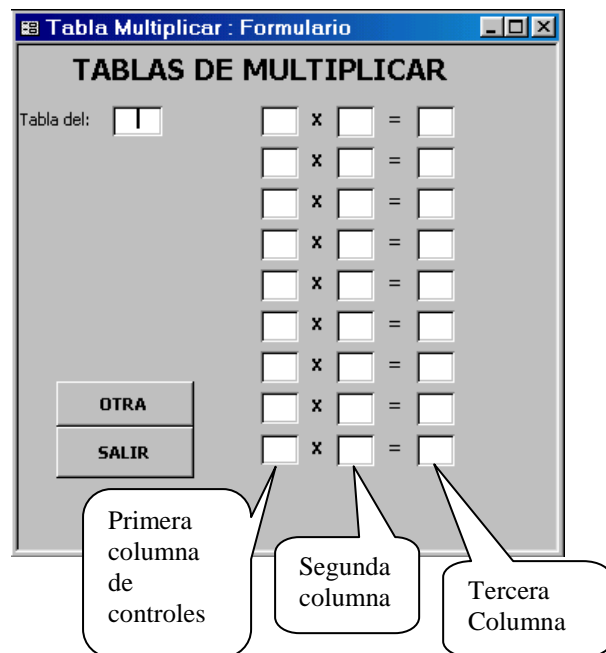 Tabla Multiplicar : Formulario
TABLAS DE MULTIPLICAR
Tabla del: x =
x =
x =
x =
x =
x =
x =
OTRA x =
SALIR x =
Primera
columna
de
controles
Segunda
columna
Tercera
Columna